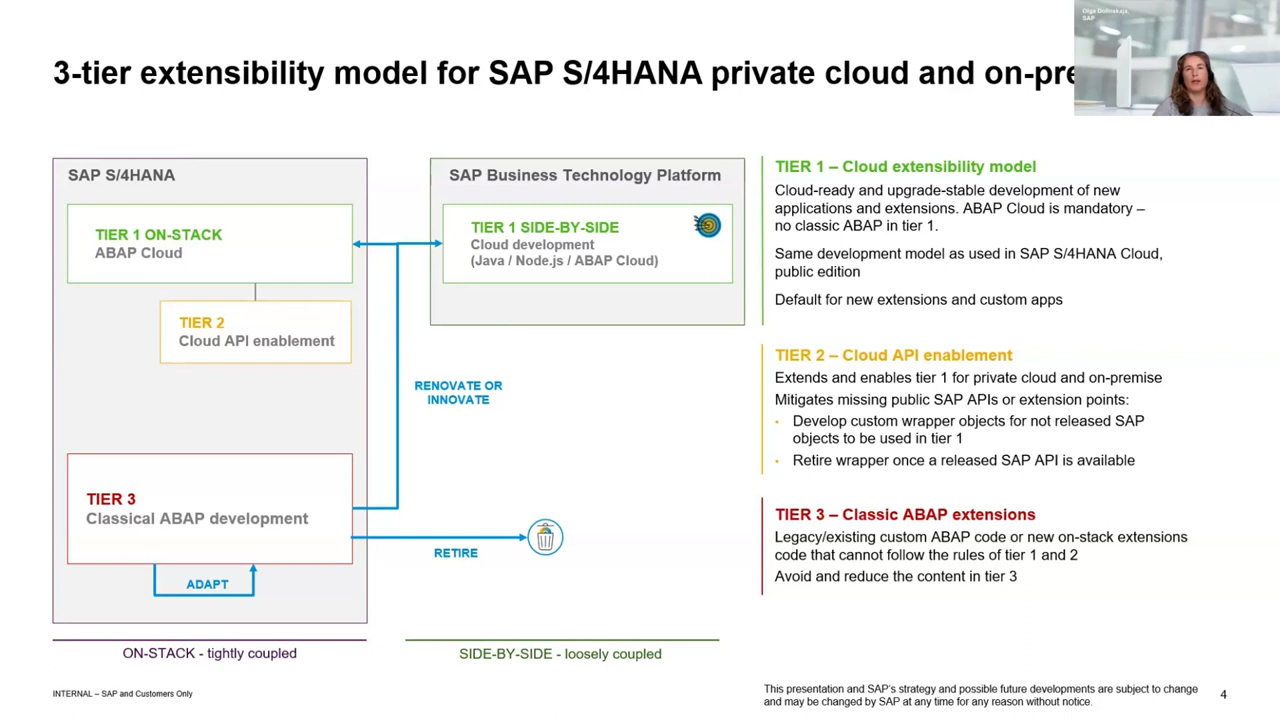 Olga Dolinskaja,
SAP
3-tier extensibility model for SAP S/4HANA private cloud and on-pre
SAP S/4HANA
TIER 1 ON-STACK
ABAP Cloud
TIER 2
Cloud API enablement
TIER 3
Classical ABAP development
ADAPT
SAP Business Technology Platform
TIER 1 SIDE-BY-SIDE
Cloud development
(Java / Node.js / ABAP Cloud)
RENOVATE OR
INNOVATE
RETIRE
ON-STACK - tightly coupled
SIDE-BY-SIDE - loosely coupled
TIER 1 – Cloud extensibility model
Cloud-ready and upgrade-stable development of new
applications and extensions. ABAP Cloud is mandatory –
no classic ABAP in tier 1.
Same development model as used in SAP S/4HANA Cloud,
public edition
Default for new extensions and custom apps
TIER 2 – Cloud API enablement
Extends and enables tier 1 for private cloud and on-premise
Mitigates missing public SAP APIs or extension points:
• Develop custom wrapper objects for not released SAP
objects to be used in tier 1
• Retire wrapper once a released SAP API is available
TIER 3 – Classic ABAP extensions
Legacy/existing custom ABAP code or new on-stack extensions
code that cannot follow the rules of tier 1 and 2
Avoid and reduce the content in tier 3
INTERNAL – SAP and Customers Only
This presentation and SAP's strategy and possible future developments are subject to change
and may be changed by SAP at any time for any reason without notice.
4